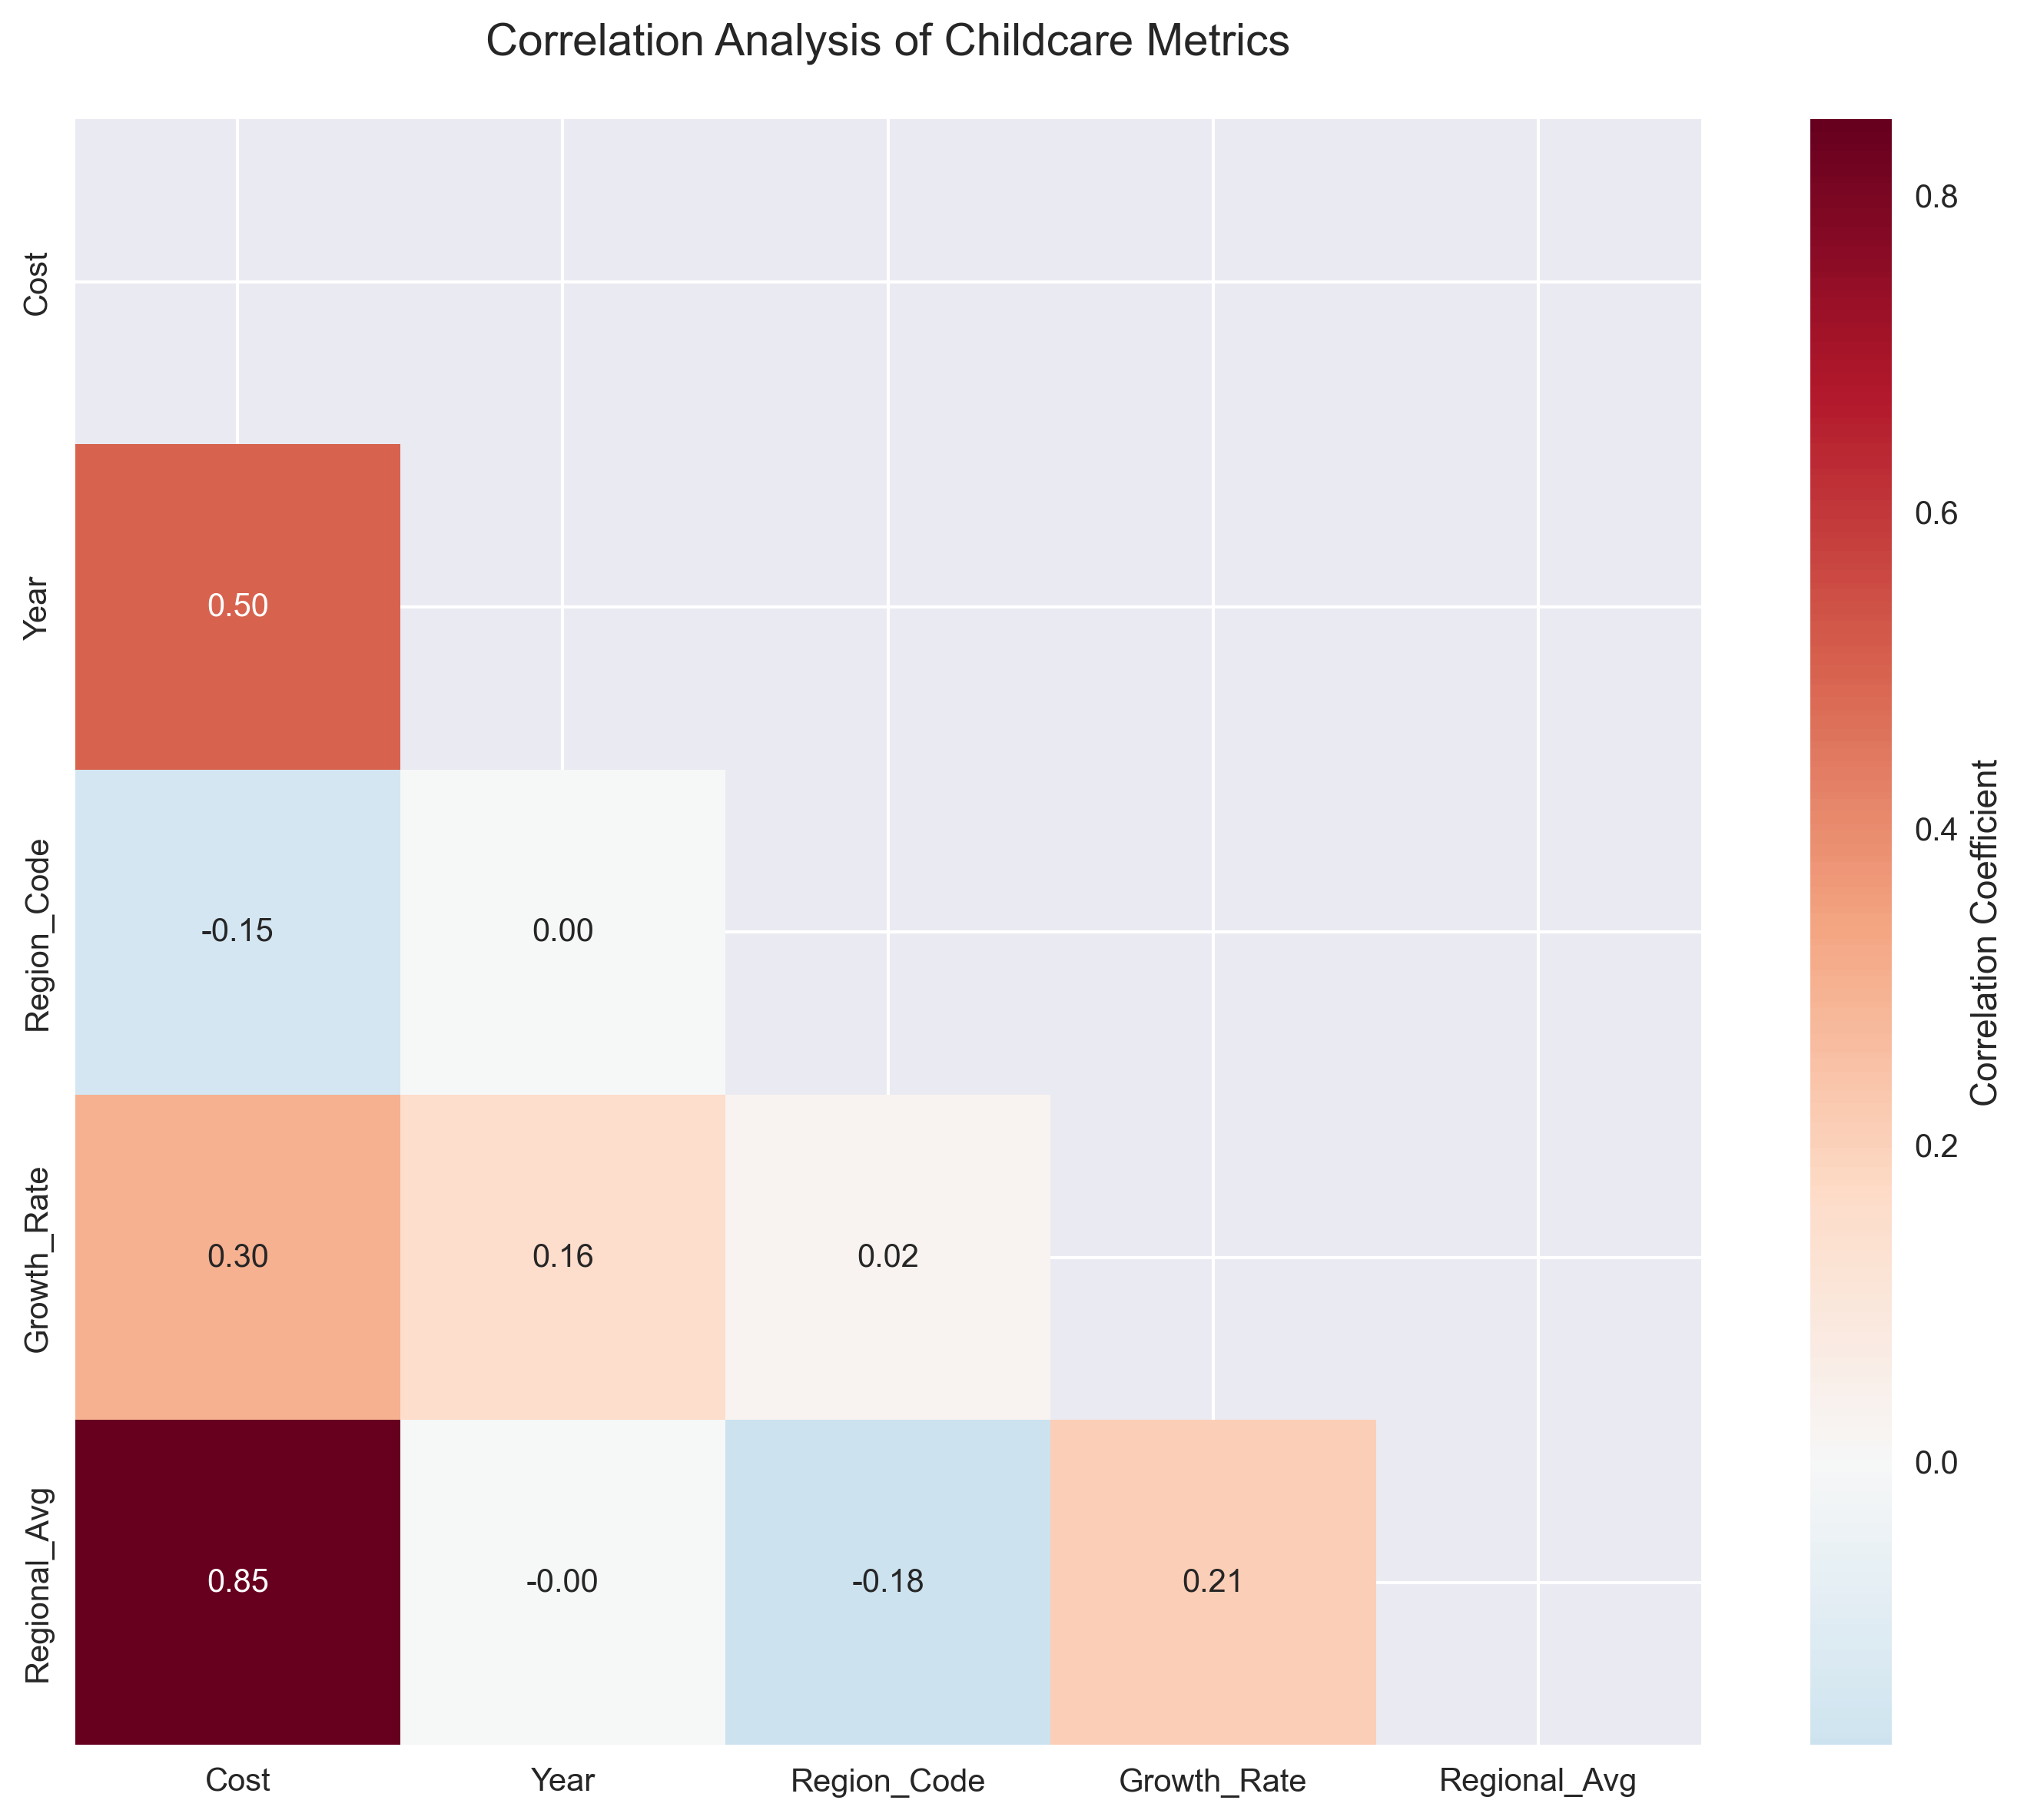 Correlation Analysis of Childcare Metrics
Cost
Year
0.50
Region_Code
-0.15 0.00
Growth_Rate
0.30 0.16 0.02
Regional_Avg
0.85 -0.00 -0.18 0.21
Cost Year Region_Code Growth_Rate Regional_Avg
0.8
0.6
0.4
0.2
0.0
Correlation Coefficient